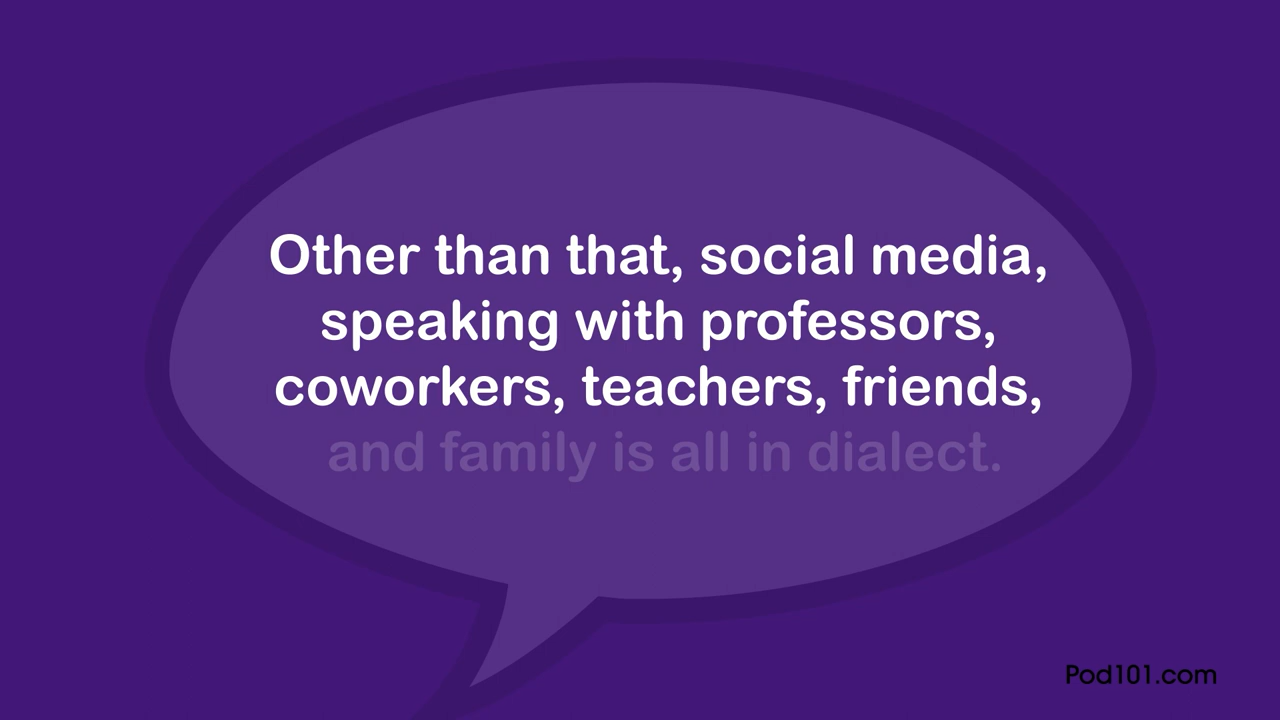 Other than that, social media,
speaking with professors,
coworkers, teachers, friends,
and family is all in dialect.
Pod101.com